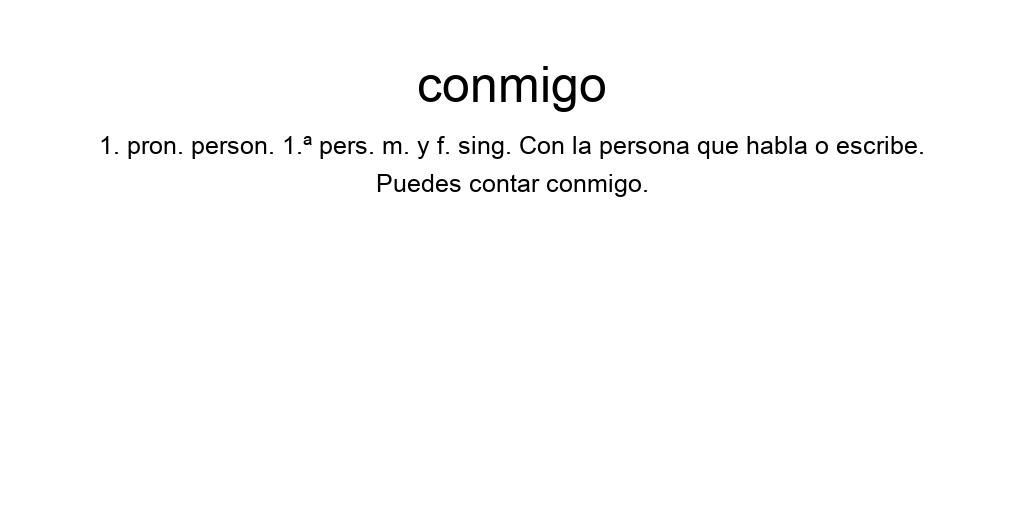 conmigo
1. pron. person. 1.ª pers. m. y f. sing. Con la persona que habla o escribe.
Puedes contar conmigo.